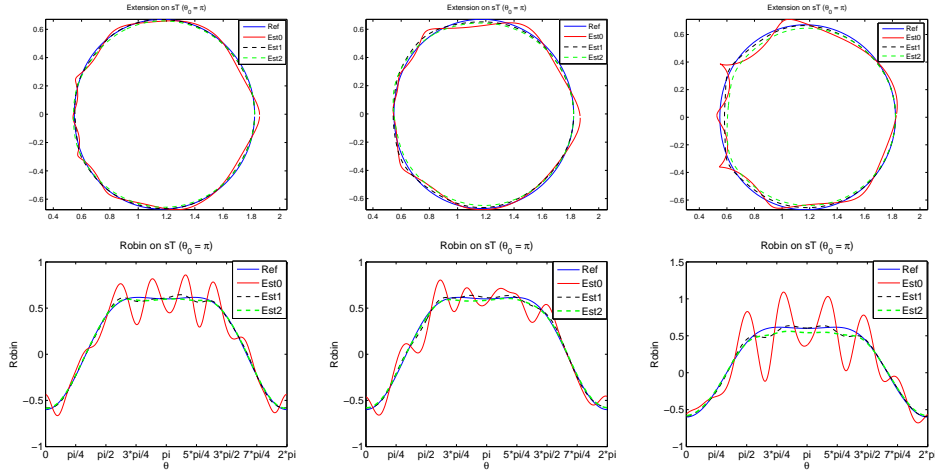 Extension on sT (θ₀ = π)
Ref
Est0
Est1
Est2
0.6
0.4
0.2
0
−0.2
−0.4
−0.6
0.4 0.6 0.8 1 1.2 1.4 1.6 1.8 2
Extension on sT (θ₀ = π)
Ref
Est0
Est1
Est2
0.6
0.4
0.2
0
−0.2
−0.4
−0.6
0.4 0.6 0.8 1 1.2 1.4 1.6 1.8 2
Extension on sT (θ₀ = π)
Ref
Est0
Est1
Est2
0.6
0.4
0.2
0
−0.2
−0.4
−0.6
0.4 0.6 0.8 1 1.2 1.4 1.6 1.8 2
Robin on sT (θ₀ = π)
Ref
Est0
Est1
Est2
1
0.5
0
−0.5
−1
Robin
0 pi/4 pi/2 3*pi/4 pi 5*pi/4 3*pi/2 7*pi/4 2*pi
θ
Robin on sT (θ₀ = π)
Ref
Est0
Est1
Est2
1
0.5
0
−0.5
−1
Robin
0 pi/4 pi/2 3*pi/4 pi 5*pi/4 3*pi/2 7*pi/4 2*pi
θ
Robin on sT (θ₀ = π)
Ref
Est0
Est1
Est2
1.5
1
0.5
0
−0.5
−1
Robin
0 pi/4 pi/2 3*pi/4 pi 5*pi/4 3*pi/2 7*pi/4 2*pi
θ